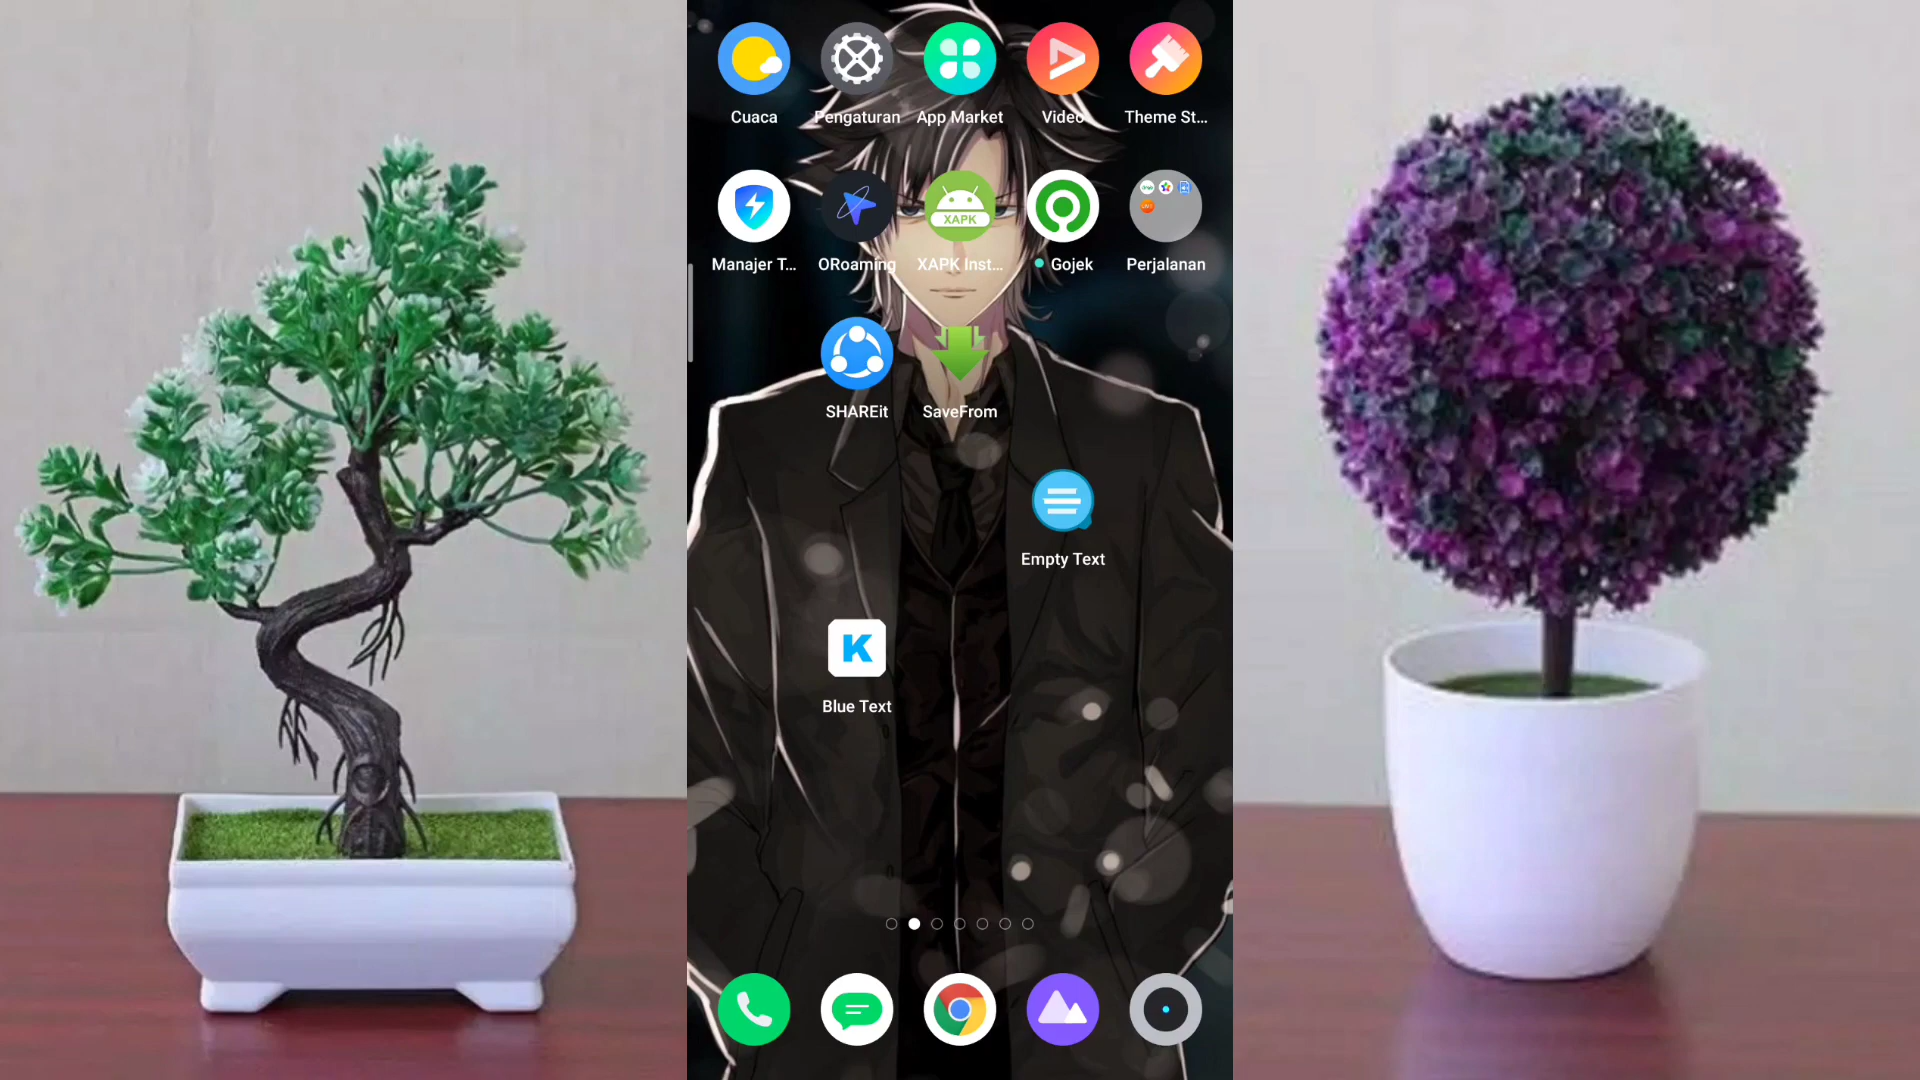 Cuaca
Pengaturan
App Market
Video
Theme St...
XAPK
Manajer T...
ORoaming
XAPK Inst...
Gojek
Perjalanan
SHAREit
SaveFrom
Empty Text
K
Blue Text